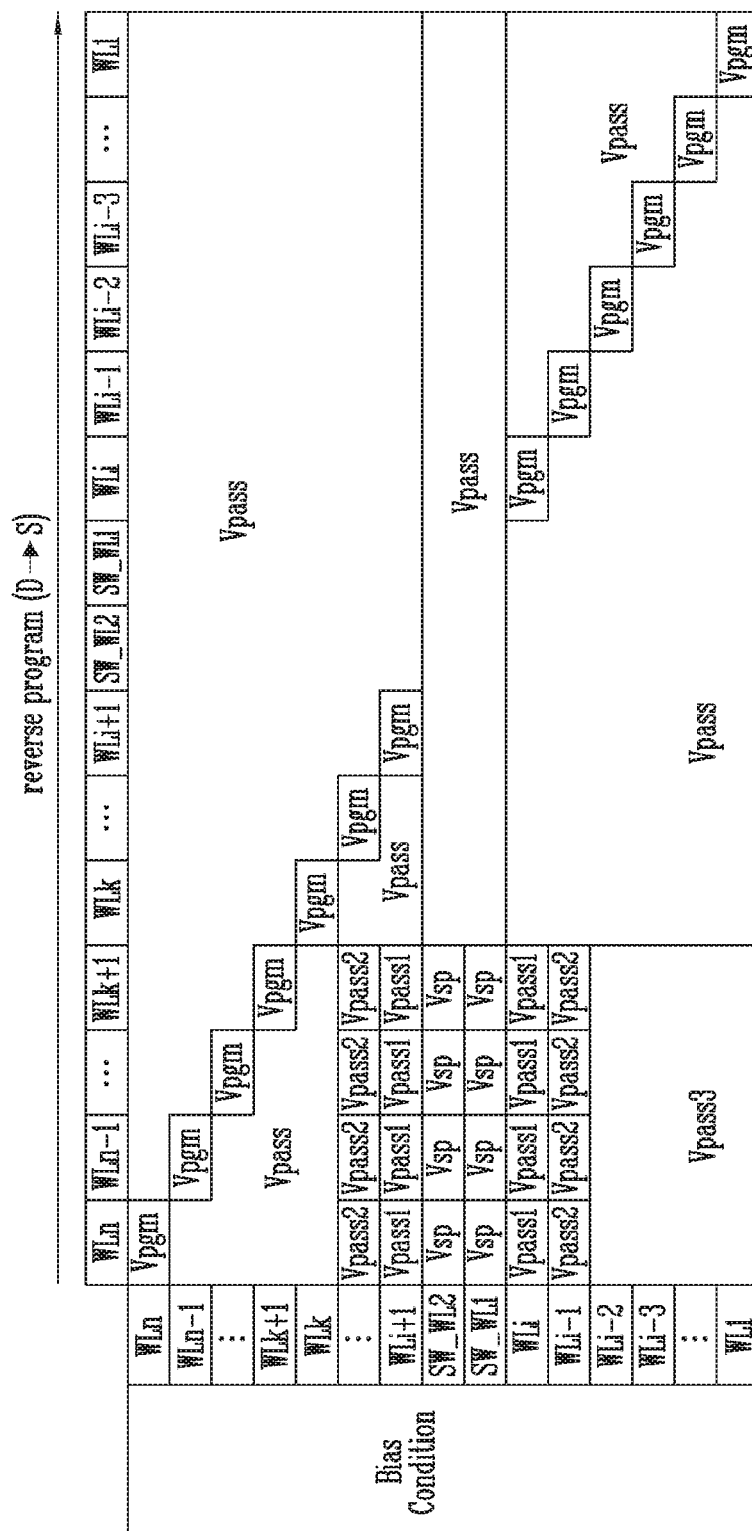 reverse program (D → S)
WLn WLn-1 ... WLk+1 WLk ... WLi+1 SW_WL2 SW_WL1 WLi WLi-1 WLi-2 WLi-3 ... WL1
Bias
Condition
WLn Vpgm
WLn-1 Vpgm
... Vpass Vpgm Vpass
WLk+1 Vpgm
WLk Vpgm
... Vpass2 Vpass2 Vpass2 Vpass2 Vpass Vpgm
WLi+1 Vpass1 Vpass1 Vpass1 Vpass1 Vpgm
SW_WL2 Vsp Vsp Vsp Vsp Vpass
SW_WL1 Vsp Vsp Vsp Vsp
WLi Vpass1 Vpass1 Vpass1 Vpass1 Vpgm
WLi-1 Vpass2 Vpass2 Vpass2 Vpass2 Vpgm
WLi-2 Vpgm Vpass
WLi-3 Vpass3 Vpass Vpgm
... Vpgm
WL1 Vpgm